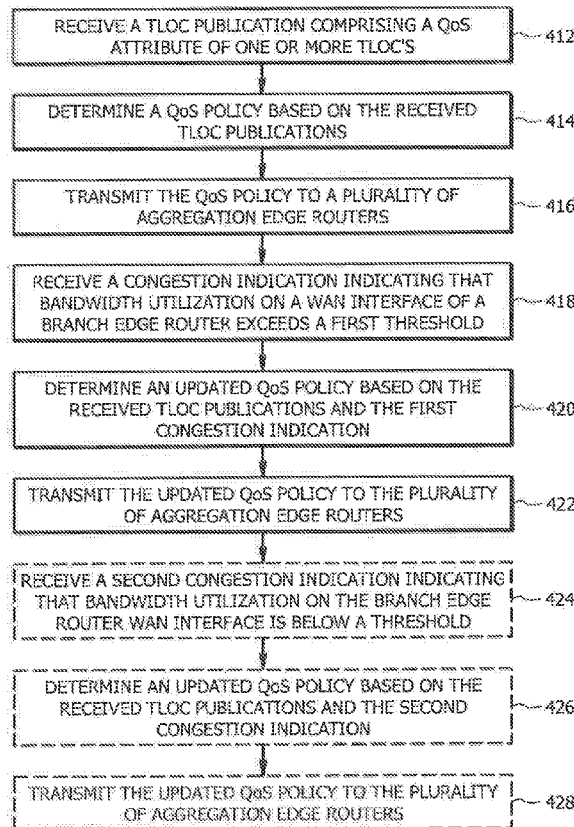 RECEIVE A TLOC PUBLICATION COMPRISING A QoS
ATTRIBUTE OF ONE OR MORE TLOC'S
412
DETERMINE A QoS POLICY BASED ON THE RECEIVED
TLOC PUBLICATIONS
414
TRANSMIT THE QoS POLICY TO A PLURALITY OF
AGGREGATION EDGE ROUTERS
416
RECEIVE A CONGESTION INDICATION INDICATING THAT
BANDWIDTH UTILIZATION ON A WAN INTERFACE OF A
BRANCH EDGE ROUTER EXCEEDS A FIRST THRESHOLD
418
DETERMINE AN UPDATED QoS POLICY BASED ON THE
RECEIVED TLOC PUBLICATIONS AND THE FIRST
CONGESTION INDICATION
420
TRANSMIT THE UPDATED QoS POLICY TO THE PLURALITY
OF AGGREGATION EDGE ROUTERS
422
RECEIVE A SECOND CONGESTION INDICATION INDICATING
THAT BANDWIDTH UTILIZATION ON THE BRANCH EDGE
ROUTER WAN INTERFACE IS BELOW A THRESHOLD
424
DETERMINE AN UPDATED QoS POLICY BASED ON THE
RECEIVED TLOC PUBLICATIONS AND THE SECOND
CONGESTION INDICATION
426
TRANSMIT THE UPDATED QoS POLICY TO THE PLURALITY
OF AGGREGATION EDGE ROUTERS
428